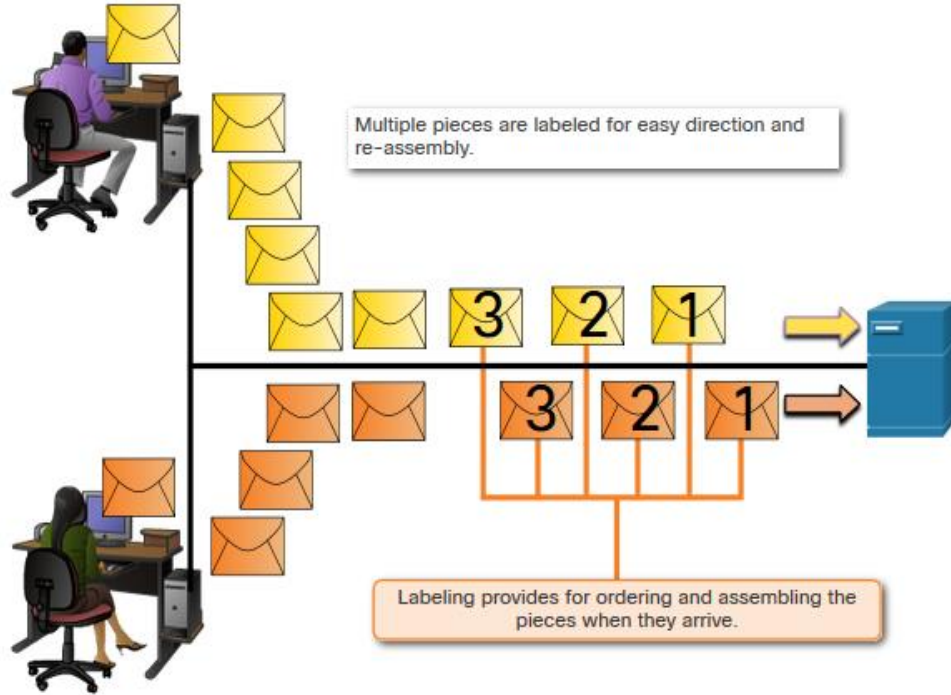 Multiple pieces are labeled for easy direction and
re-assembly.
3 2 1
3 2 1
Labeling provides for ordering and assembling the
pieces when they arrive.